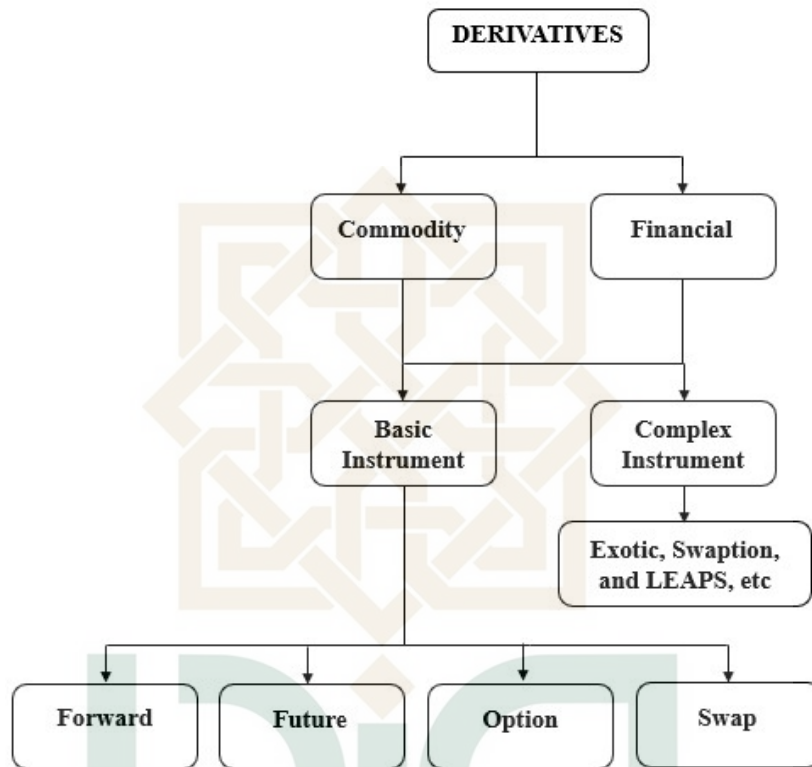 DERIVATIVES
Commodity
Financial
Basic
Instrument
Complex
Instrument
Exotic, Swaption,
and LEAPS, etc
Forward
Future
Option
Swap